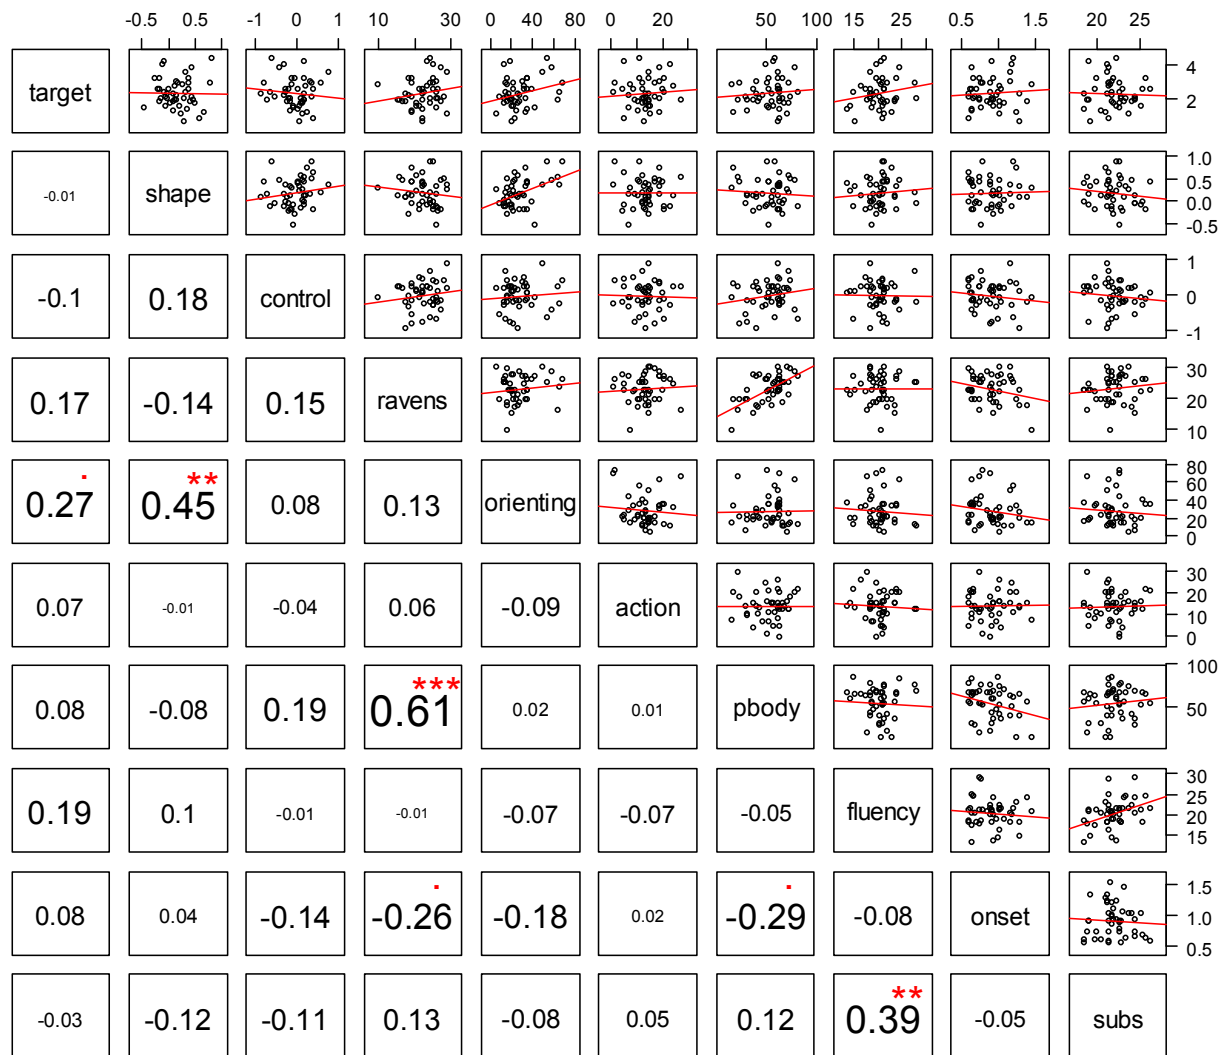 -0.5 0.5 -1 0 1 10 30 0 40 80 0 20 50 100 15 25 0.5 1.5 20 25
target 2 4
-0.01 shape -0.5 0.0 0.5 1.0
-0.1 0.18 control -1 0 1
0.17 -0.14 0.15 ravens 10 20 30
0.27 . 0.45 ** 0.08 0.13 orienting 0 20 40 60 80
0.07 -0.01 -0.04 0.06 -0.09 action 0 10 20 30
0.08 -0.08 0.19 0.61 *** 0.02 0.01 pbody 50 100
0.19 0.1 -0.01 -0.01 -0.07 -0.07 -0.05 fluency 15 20 25 30
0.08 0.04 -0.14 -0.26 . -0.18 0.02 -0.29 . -0.08 onset 0.5 1.0 1.5
-0.03 -0.12 -0.11 0.13 -0.08 0.05 0.12 0.39 ** -0.05 subs